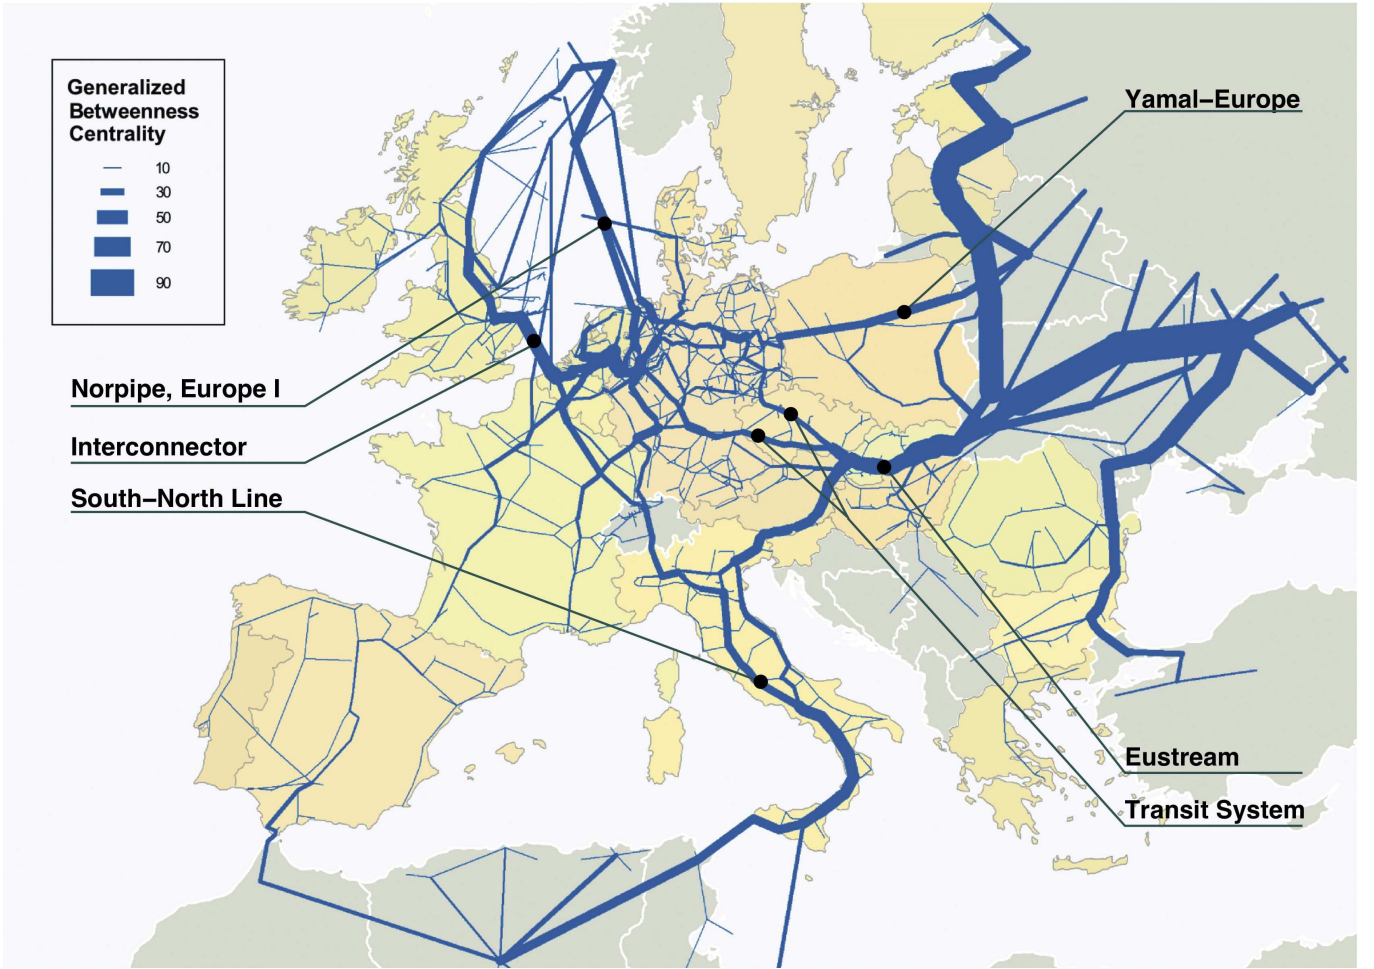 Generalized
Betweenness
Centrality
10
30
50
70
90
Yamal–Europe
Norpipe, Europe I
Interconnector
South–North Line
Eustream
Transit System